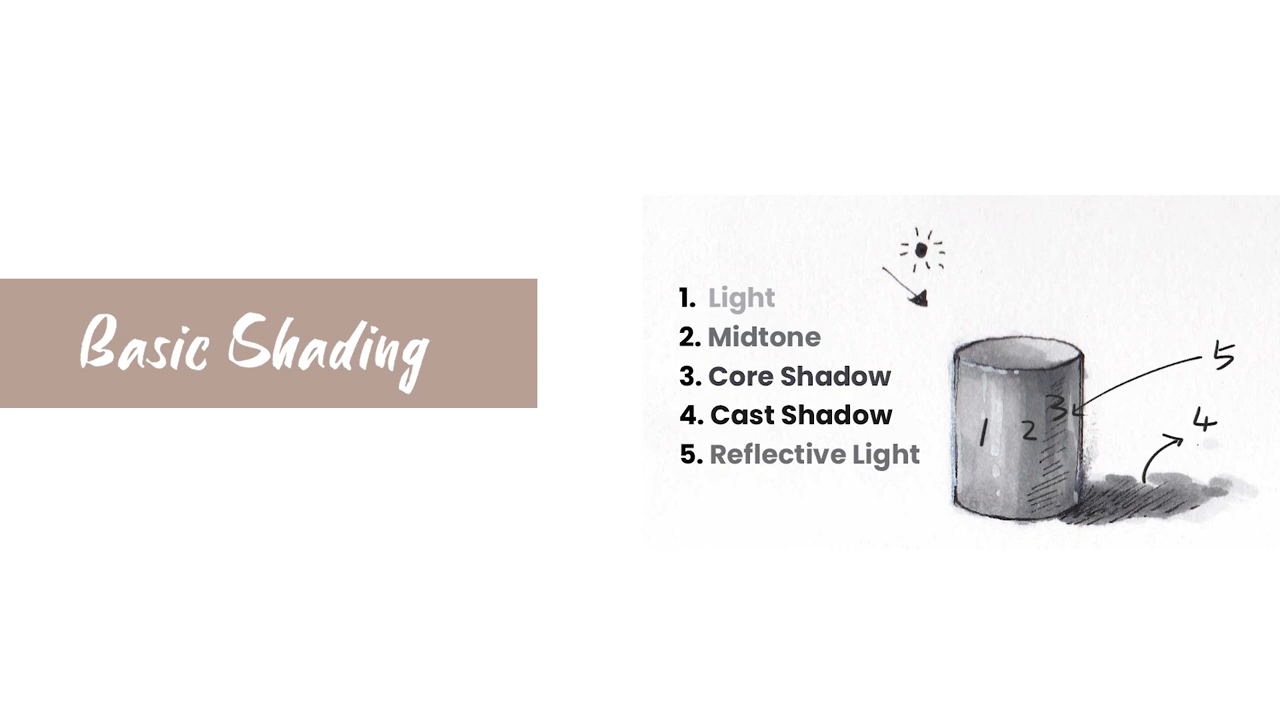 Basic Shading
1. Light
2. Midtone
3. Core Shadow
4. Cast Shadow
5. Reflective Light
5
3
1
2
4